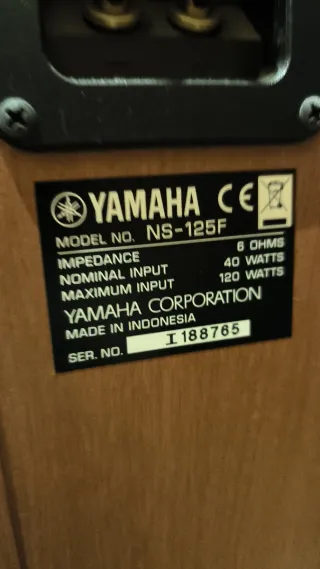 YAMAHA CE
MODEL NO. NS-125F
IMPEDANCE 6 OHMS
NOMINAL INPUT 40 WATTS
MAXIMUM INPUT 120 WATTS
YAMAHA CORPORATION
MADE IN INDONESIA
SER. NO. I 188765